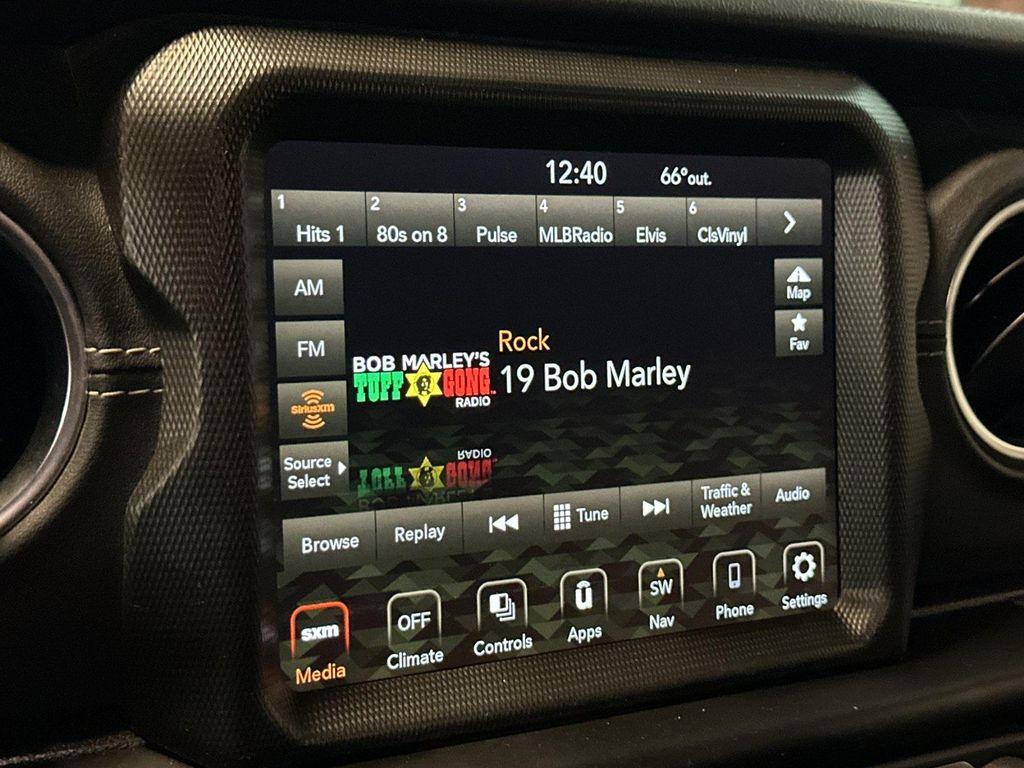 12:40
66° out.
1
Hits 1
2
80s on 8
3
Pulse
4
MLBRadio
5
Elvis
6
ClsVinyl
AM
FM
SiriusXM
Source
Select
Map
Fav
Rock
19 Bob Marley
BOB MARLEY'S
TUFF GONG™
RADIO
Browse
Replay
Tune
Traffic &
Weather
Audio
sxm
Media
OFF
Climate
Controls
Apps
SW
Nav
Phone
Settings